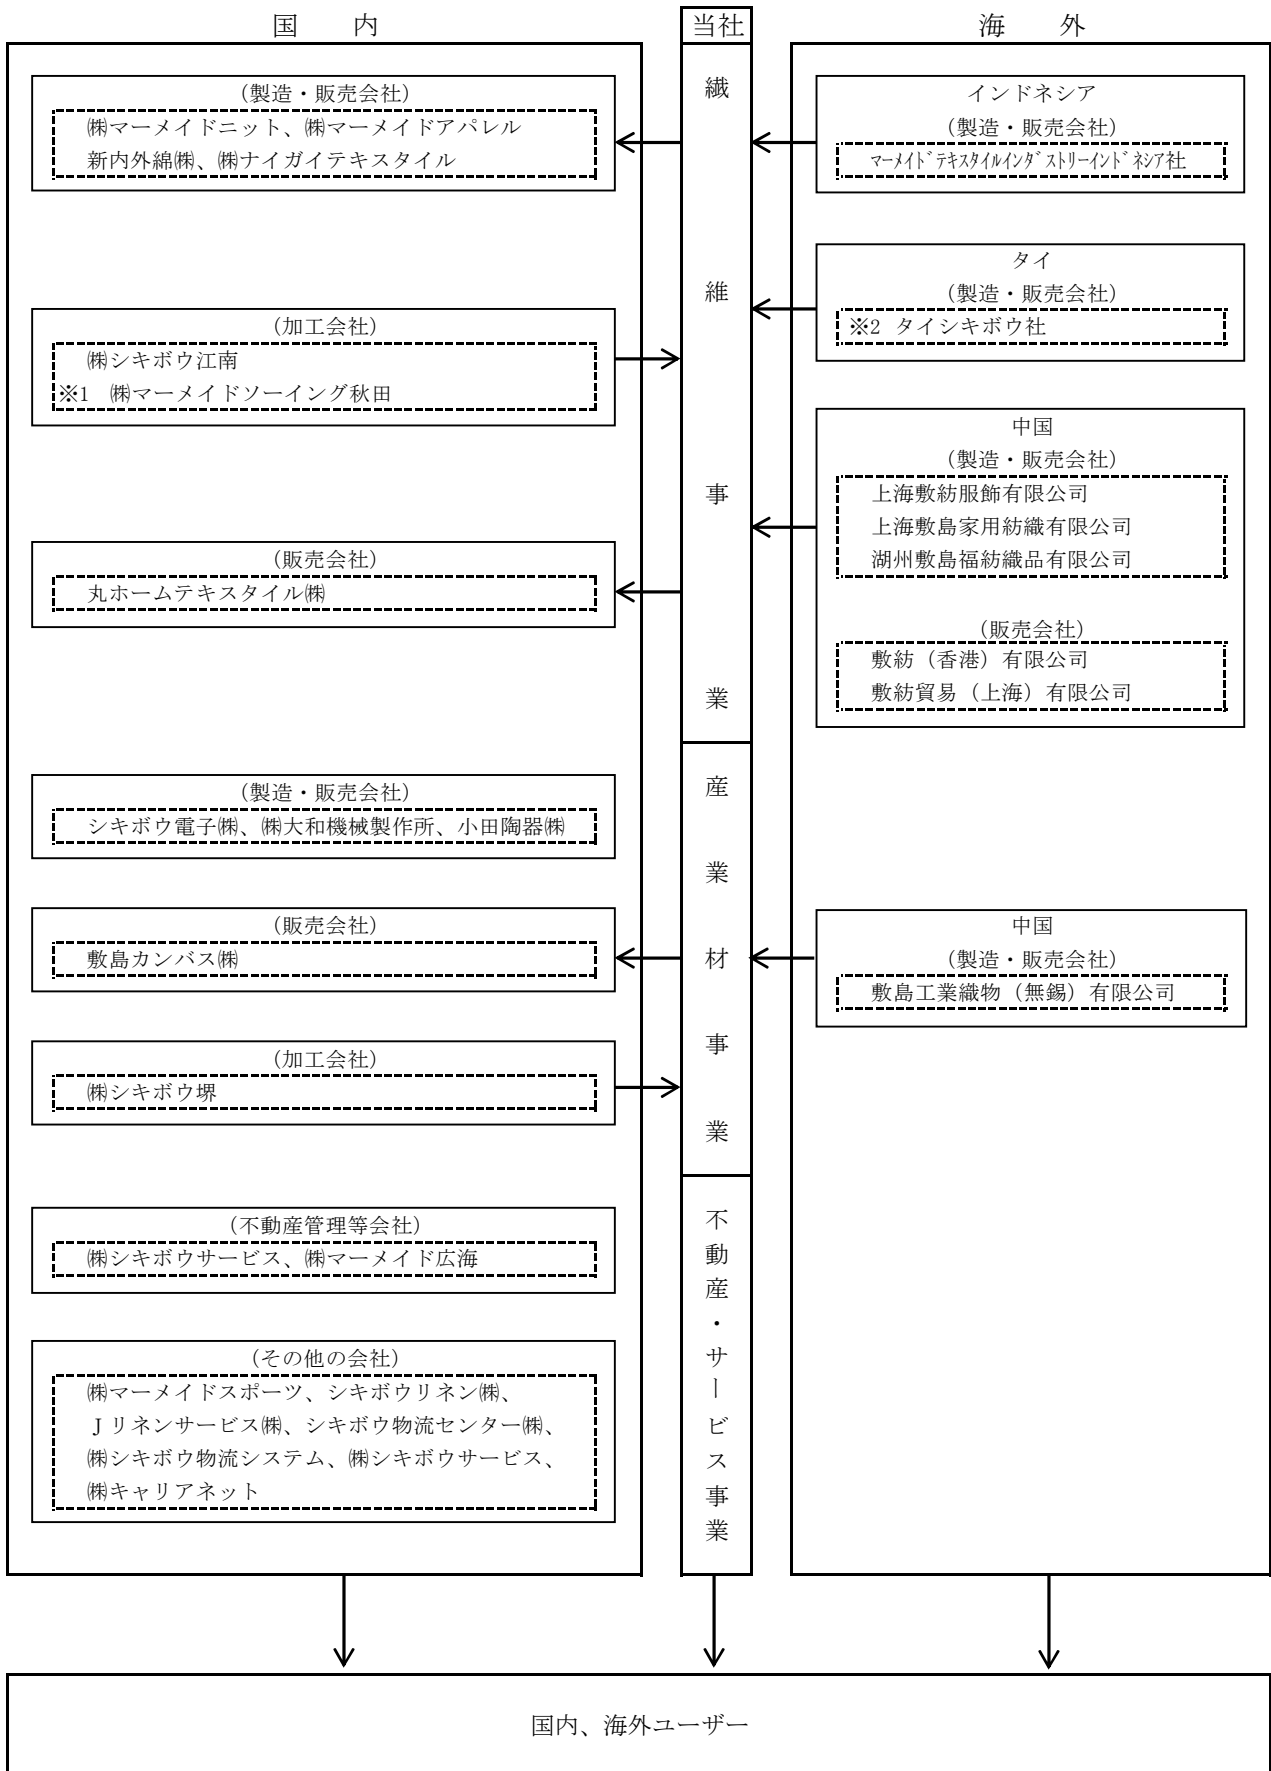 国　内
(製造・販売会社)
㈱マーメイドニット、㈱マーメイドアパレル
新内外綿㈱、㈱ナイガイテキスタイル
(加工会社)
㈱シキボウ江南
※1　㈱マーメイドソーイング秋田
(販売会社)
丸ホームテキスタイル㈱
(製造・販売会社)
シキボウ電子㈱、㈱大和機械製作所、小田陶器㈱
(販売会社)
敷島カンバス㈱
(加工会社)
㈱シキボウ堺
(不動産管理等会社)
㈱シキボウサービス、㈱マーメイド広海
(その他の会社)
㈱マーメイドスポーツ、シキボウリネン㈱、
Ｊリネンサービス㈱、シキボウ物流センター㈱、
㈱シキボウ物流システム、㈱シキボウサービス、
㈱キャリアネット
当社
繊維事業
産業材事業
不動産・サービス事業
海　外
インドネシア
(製造・販売会社)
ﾏｰﾒｲﾄﾞﾃｷｽﾀｲﾙｲﾝﾀﾞｽﾄﾘｰｲﾝﾄﾞﾈｼｱ社
タイ
(製造・販売会社)
※2 タイシキボウ社
中国
(製造・販売会社)
上海敷紡服飾有限公司
上海敷島家用紡織有限公司
湖州敷島福紡織品有限公司
(販売会社)
敷紡（香港）有限公司
敷紡貿易（上海）有限公司
中国
(製造・販売会社)
敷島工業織物（無錫）有限公司
国内、海外ユーザー